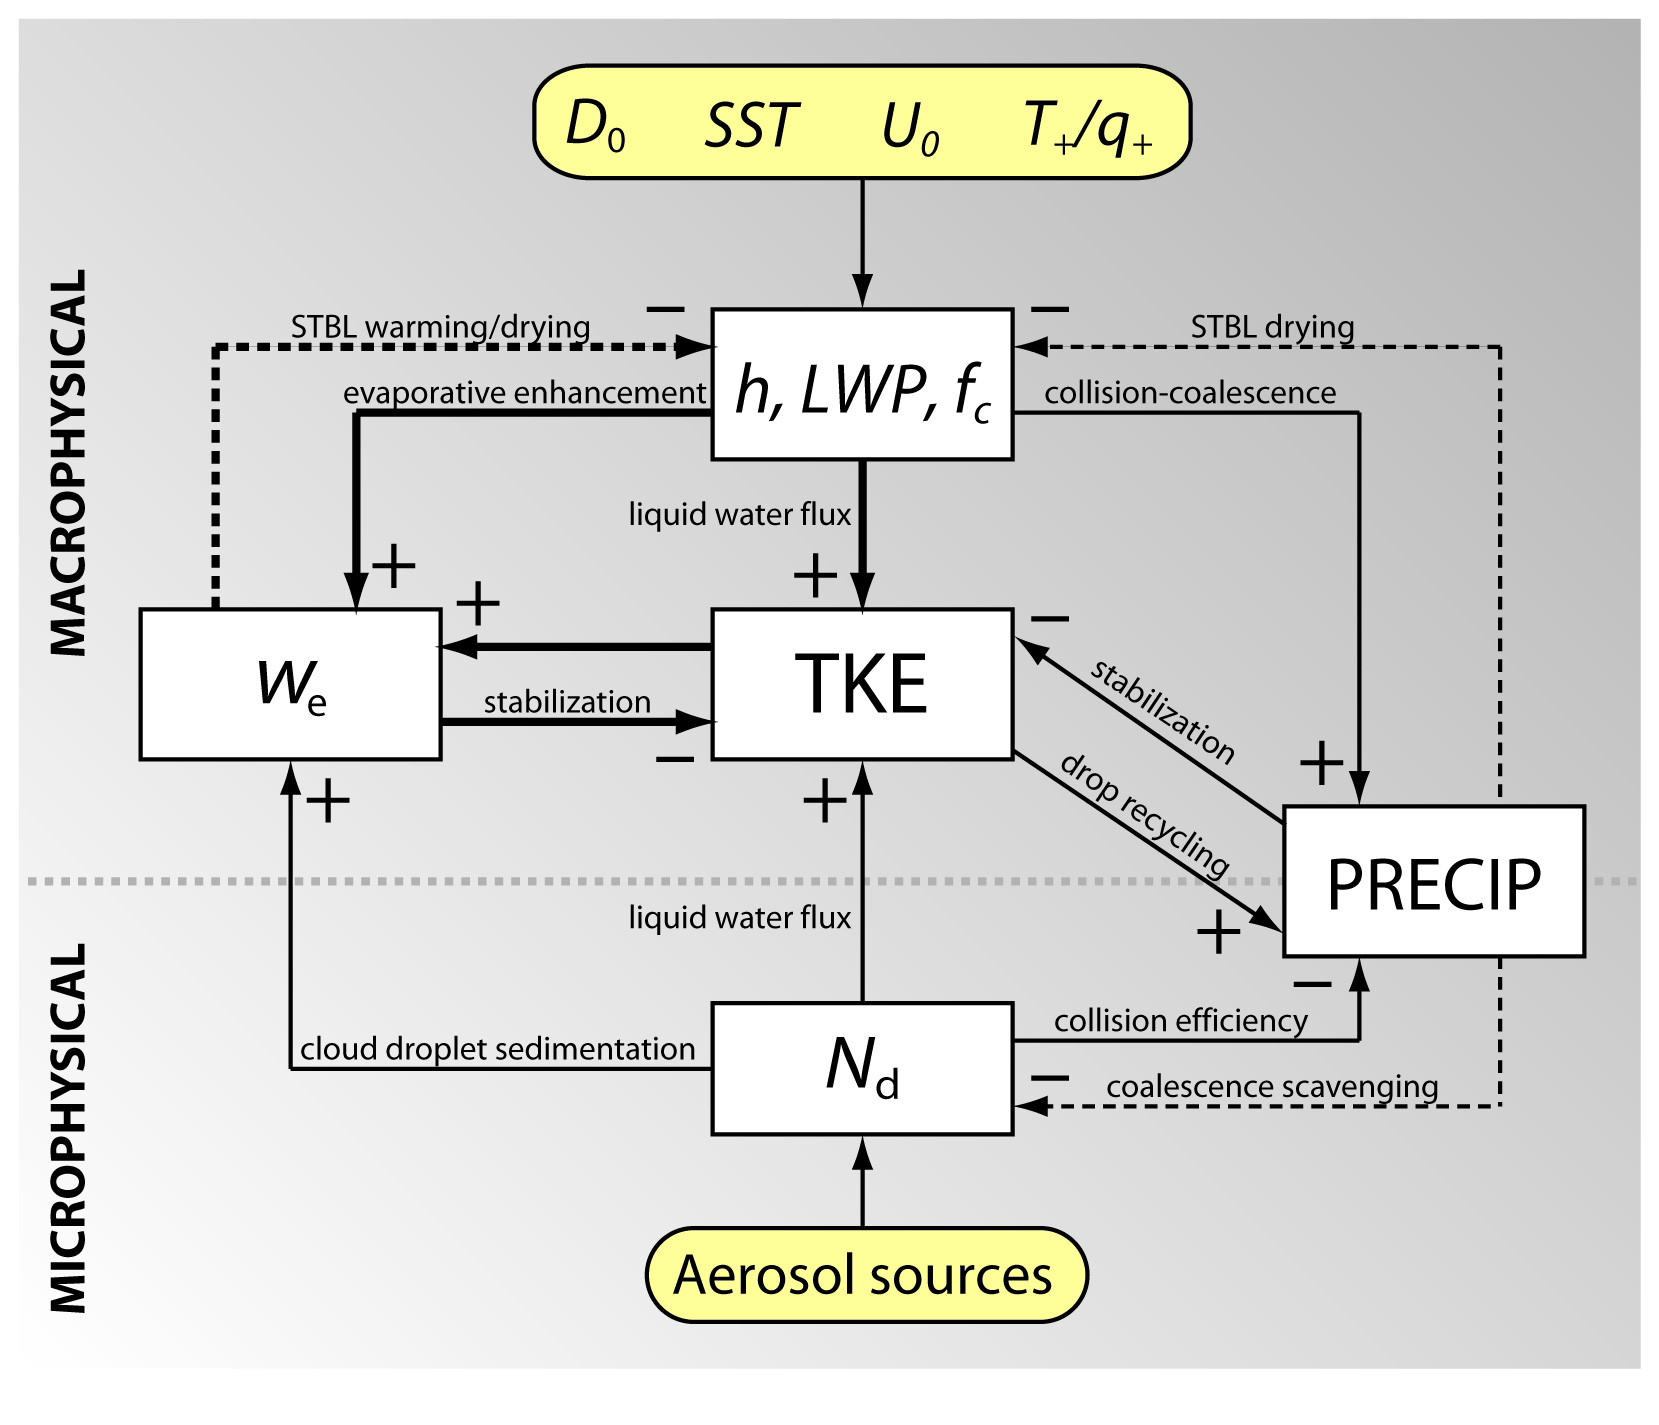 D0 SST U0 T+/q+
MACROPHYSICAL
− −
STBL warming/drying STBL drying
evaporative enhancement h, LWP, fc collision-coalescence
liquid water flux
+ + +
−
we TKE stabilization
stabilization
− +
+ + drop recycling
PRECIP
liquid water flux +
MICROPHYSICAL
−
collision efficiency
cloud droplet sedimentation Nd
− coalescence scavenging
Aerosol sources